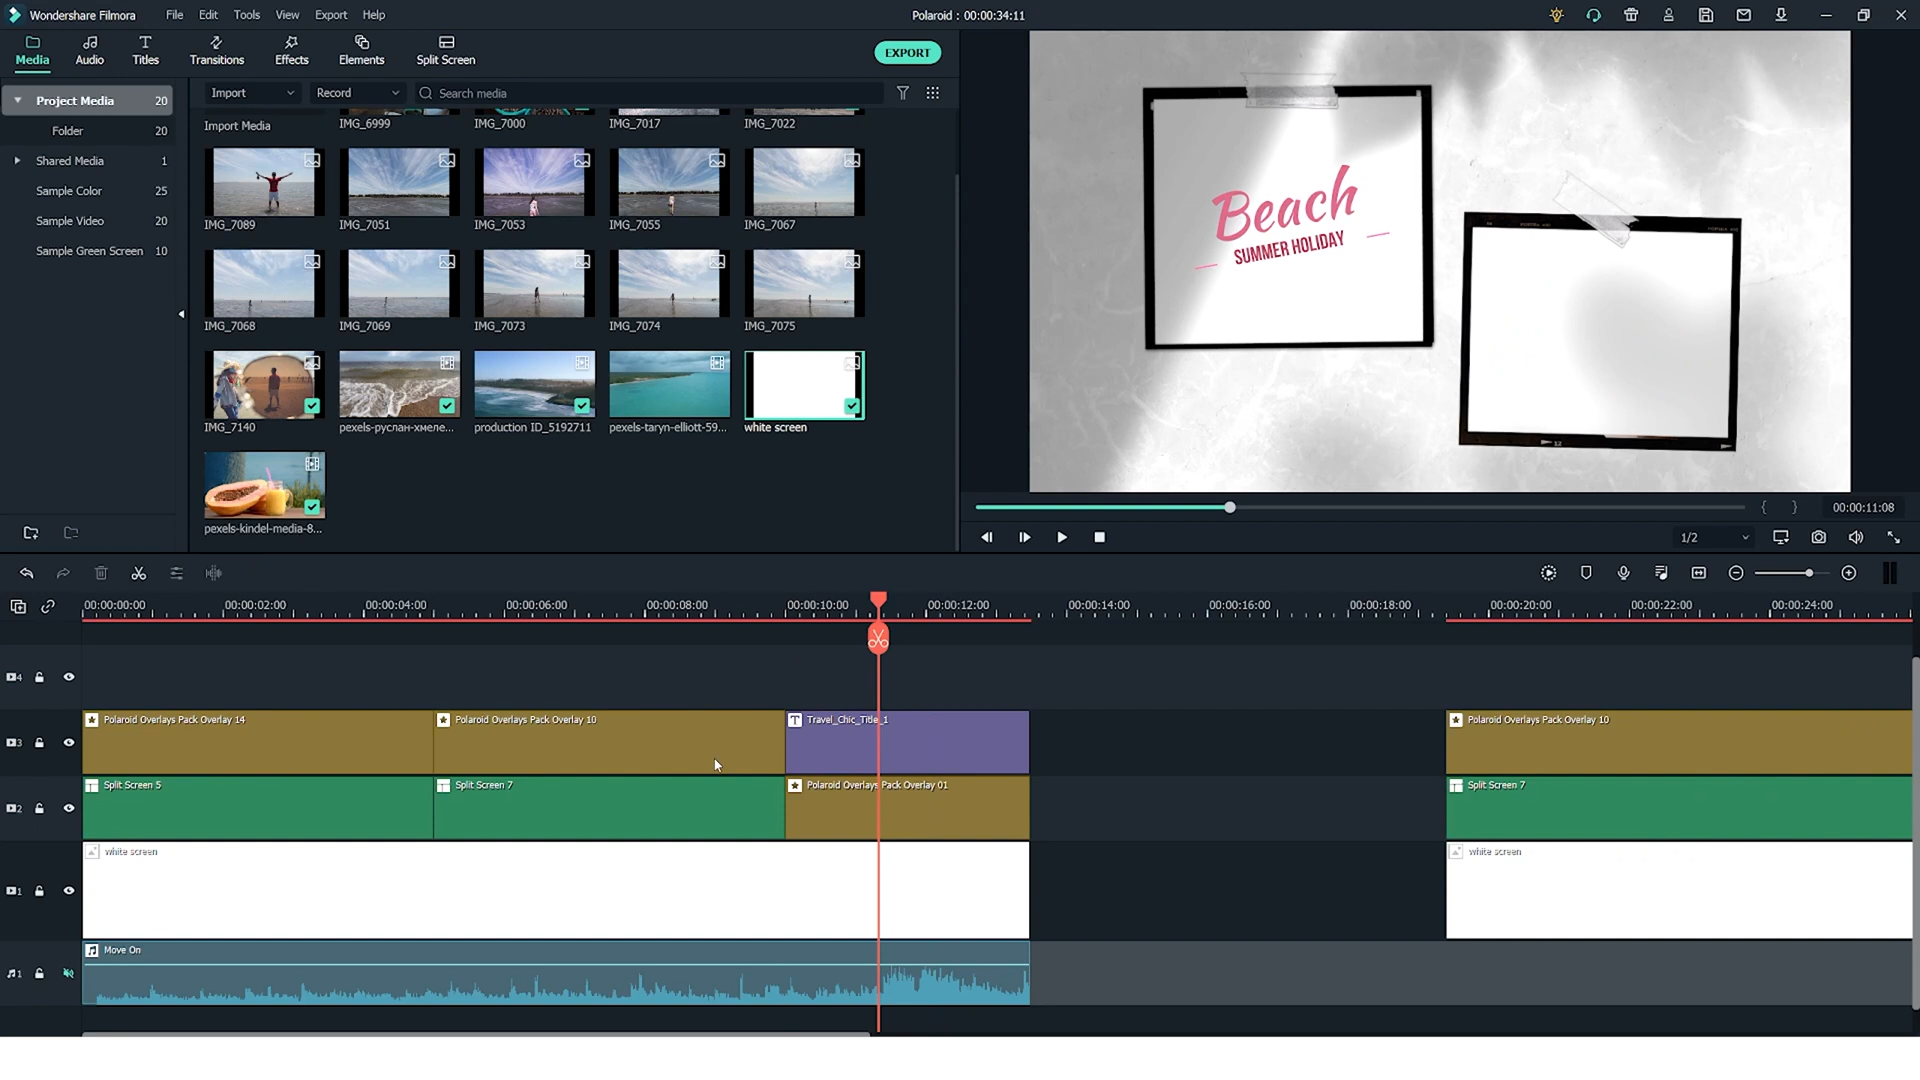 Wondershare Filmora File Edit Tools View Export Help Polaroid : 00:00:34:11
Media Audio Titles Transitions Effects Elements Split Screen EXPORT
Project Media 20
Folder 20
Shared Media 1
Sample Color 25
Sample Video 20
Sample Green Screen 10
Import Record Search media
Import Media IMG_6999 IMG_7000 IMG_7017 IMG_7022
IMG_7089 IMG_7051 IMG_7053 IMG_7055 IMG_7067
IMG_7068 IMG_7069 IMG_7073 IMG_7074 IMG_7075
IMG_7140 pexels-руслан-хмеле... production ID_5192711 pexels-taryn-elliott-59... white screen
pexels-kindel-media-8...
Beach
SUMMER HOLIDAY
12
{ } 00:00:11:08
1/2
00:00:00:00 00:00:02:00 00:00:04:00 00:00:06:00 00:00:08:00 00:00:10:00 00:00:12:00 00:00:14:00 00:00:16:00 00:00:18:00 00:00:20:00 00:00:22:00 00:00:24:00
4
3 Polaroid Overlays Pack Overlay 14 Polaroid Overlays Pack Overlay 10 Travel_Chic_Title_1 Polaroid Overlays Pack Overlay 10
2 Split Screen 5 Split Screen 7 Polaroid Overlays Pack Overlay 01 Split Screen 7
1 white screen white screen
1 Move On